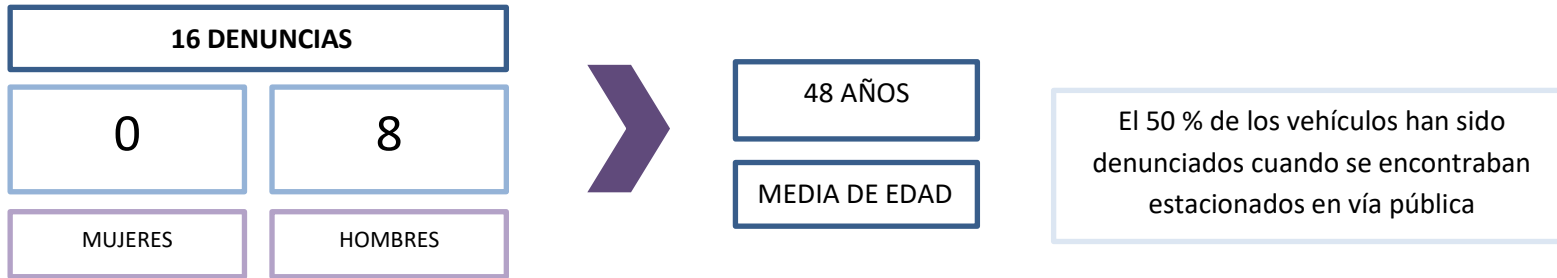 16 DENUNCIAS
0
8
MUJERES
HOMBRES
48 AÑOS
MEDIA DE EDAD
El 50 % de los vehículos han sido
denunciados cuando se encontraban
estacionados en vía pública